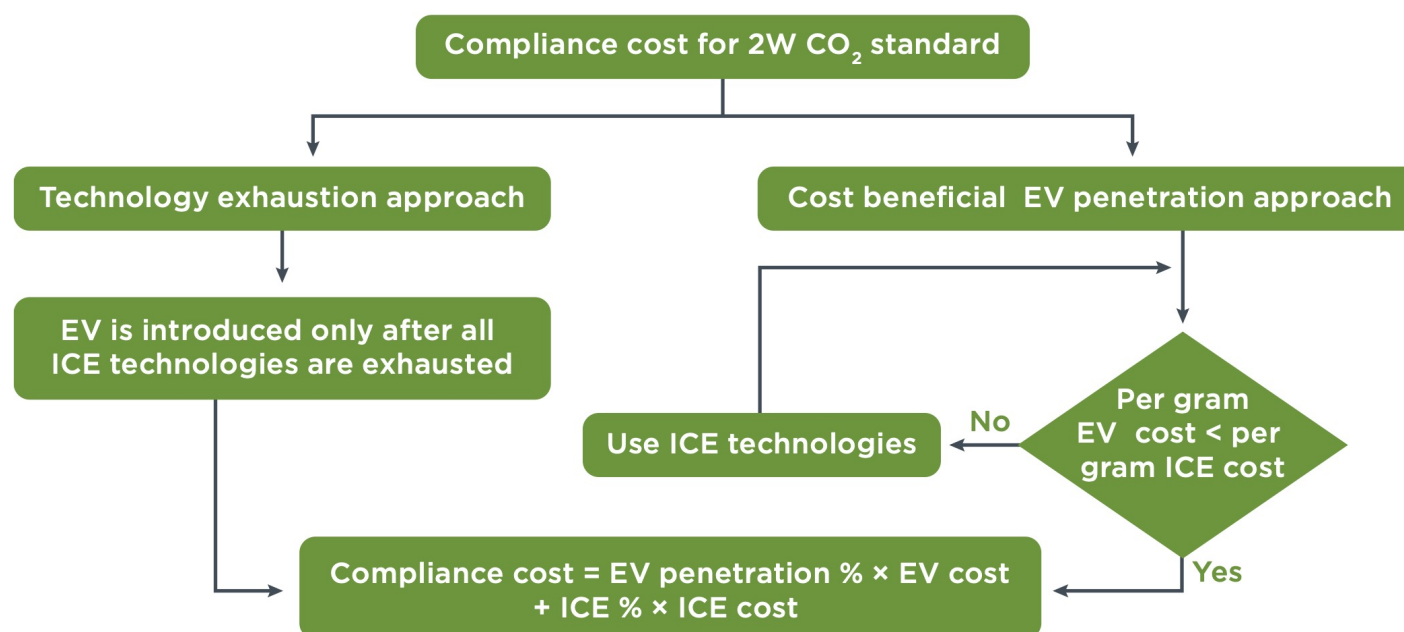 Compliance cost for 2W CO₂ standard
Technology exhaustion approach
Cost beneficial EV penetration approach
EV is introduced only after all
ICE technologies are exhausted
Use ICE technologies
No
Per gram
EV cost < per
gram ICE cost
Yes
Compliance cost = EV penetration % × EV cost
+ ICE % × ICE cost